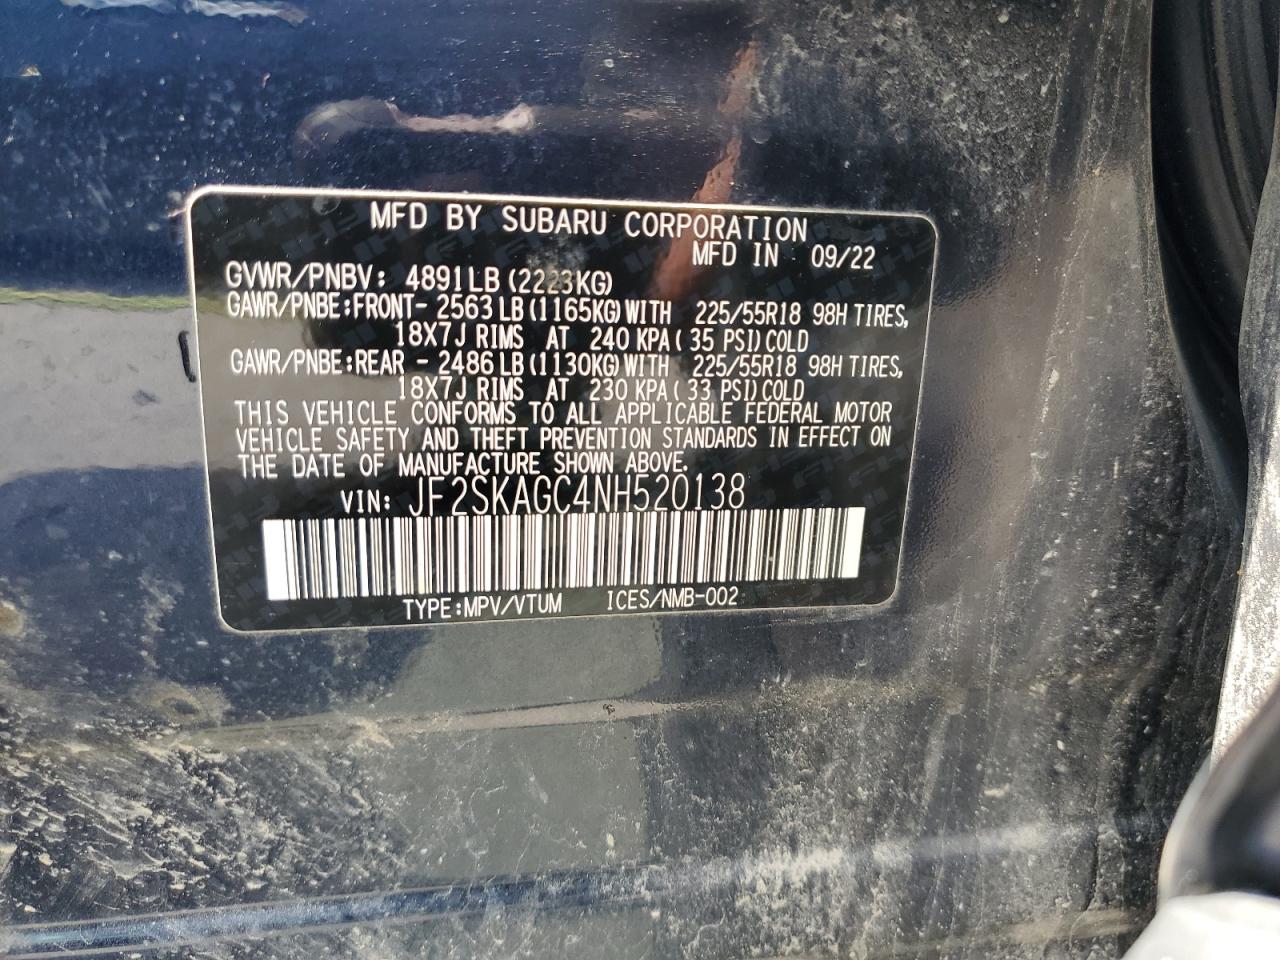 MFD BY SUBARU CORPORATION
MFD IN 09/22
GVWR/PNBV: 4891LB (2223KG)
GAWR/PNBE:FRONT- 2563 LB (1165KG) WITH 225/55R18 98H TIRES,
18X7J RIMS AT 240 KPA ( 35 PSI) COLD
GAWR/PNBE:REAR - 2486 LB (1130KG) WITH 225/55R18 98H TIRES,
18X7J RIMS AT 230 KPA ( 33 PSI) COLD
THIS VEHICLE CONFORMS TO ALL APPLICABLE FEDERAL MOTOR
VEHICLE SAFETY AND THEFT PREVENTION STANDARDS IN EFFECT ON
THE DATE OF MANUFACTURE SHOWN ABOVE.
VIN: JF2SKAGC4NH520138
TYPE:MPV/VTUM ICES/NMB-002